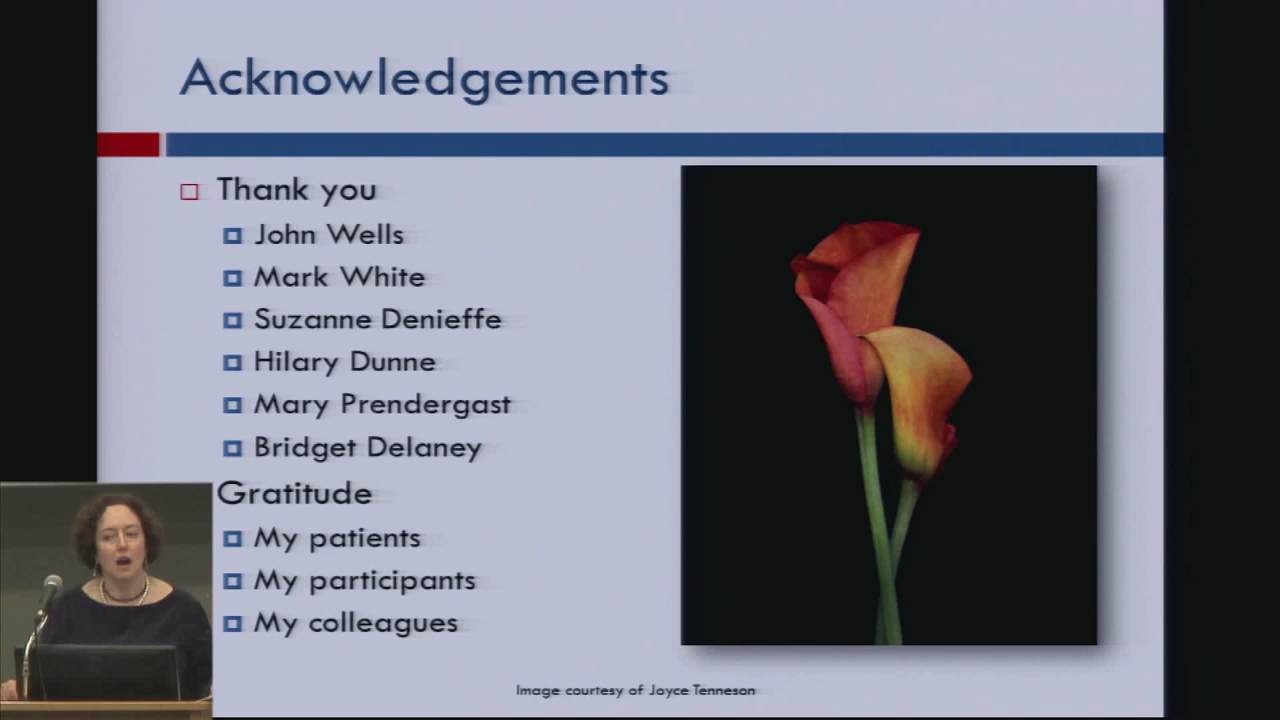 Acknowledgements
Thank you
John Wells
Mark White
Suzanne Denieffe
Hilary Dunne
Mary Prendergast
Bridget Delaney
Gratitude
My patients
My participants
My colleagues
Image courtesy of Joyce Tenneson